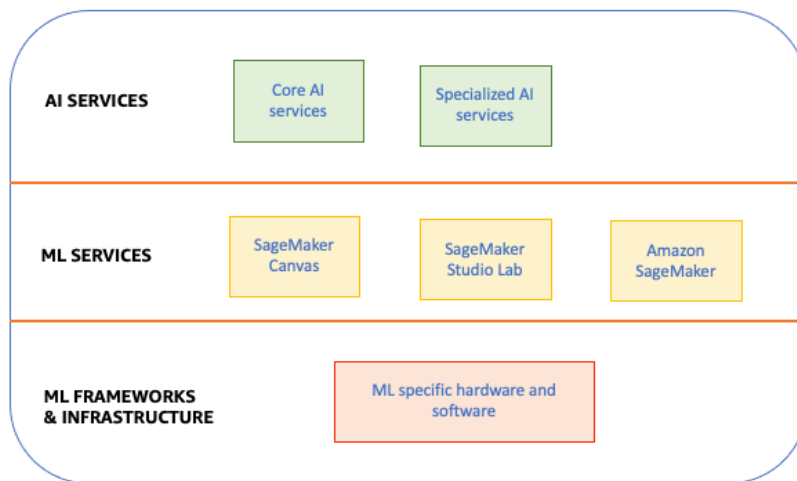 AI SERVICES
Core AI
services
Specialized AI
services
ML SERVICES
SageMaker
Canvas
SageMaker
Studio Lab
Amazon
SageMaker
ML FRAMEWORKS
& INFRASTRUCTURE
ML specific hardware and
software